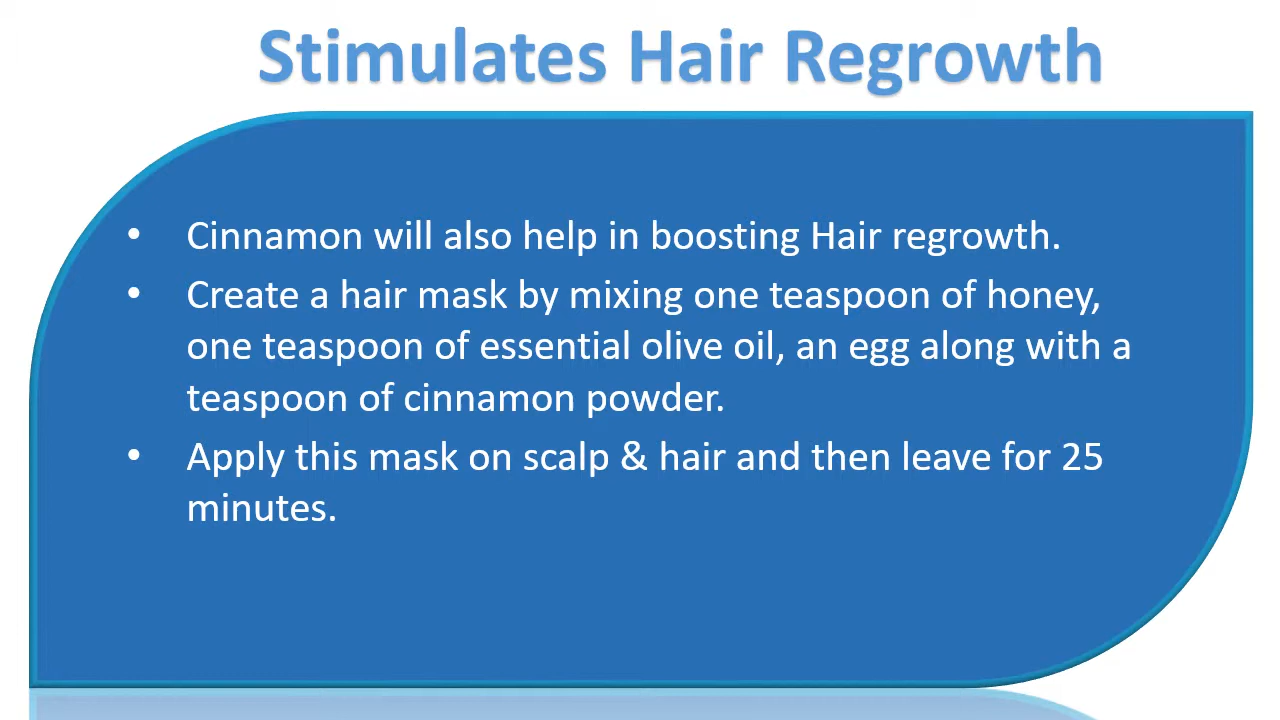 Stimulates Hair Regrowth
• Cinnamon will also help in boosting Hair regrowth.
• Create a hair mask by mixing one teaspoon of honey,
one teaspoon of essential olive oil, an egg along with a
teaspoon of cinnamon powder.
• Apply this mask on scalp & hair and then leave for 25
minutes.